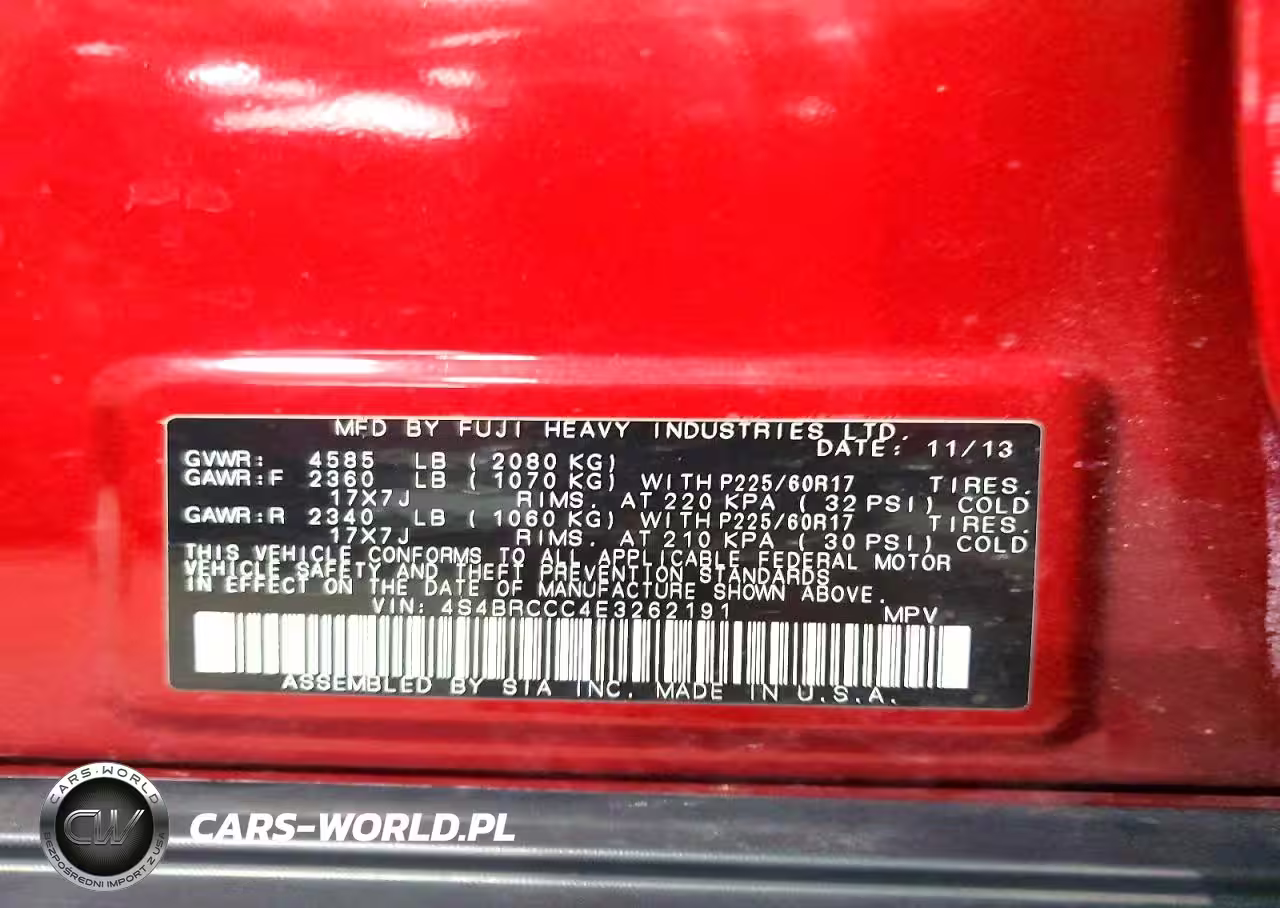 MFD BY FUJI HEAVY INDUSTRIES LTD.
DATE: 11/13
GVWR: 4585 LB ( 2080 KG)
GAWR:F 2360 LB ( 1070 KG) WITH P225/60R17 TIRES.
17X7J RIMS. AT 220 KPA ( 32 PSI) COLD
GAWR:R 2340 LB ( 1060 KG) WITH P225/60R17 TIRES.
17X7J RIMS. AT 210 KPA ( 30 PSI) COLD
THIS VEHICLE CONFORMS TO ALL APPLICABLE FEDERAL MOTOR
VEHICLE SAFETY AND THEFT PREVENTION STANDARDS
IN EFFECT ON THE DATE OF MANUFACTURE SHOWN ABOVE.
VIN: 4S4BRCCC4E3262191 MPV
ASSEMBLED BY SIA INC. MADE IN U.S.A.
CARS-WORLD
CW
BEZPOŚREDNI IMPORT Z USA
CARS-WORLD.PL